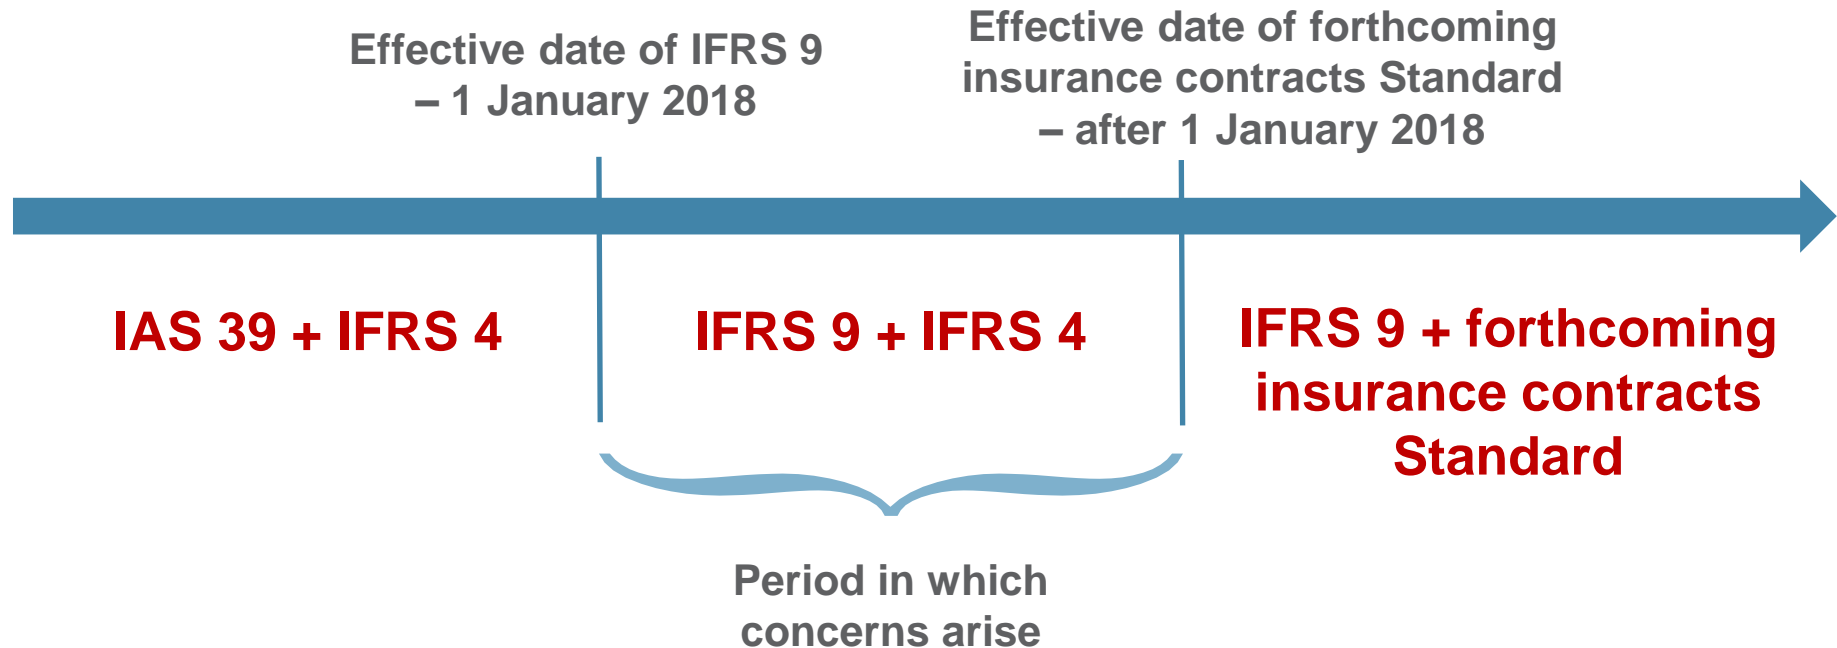 Effective date of IFRS 9
– 1 January 2018
Effective date of forthcoming
insurance contracts Standard
– after 1 January 2018
IAS 39 + IFRS 4
IFRS 9 + IFRS 4
IFRS 9 + forthcoming
insurance contracts
Standard
Period in which
concerns arise